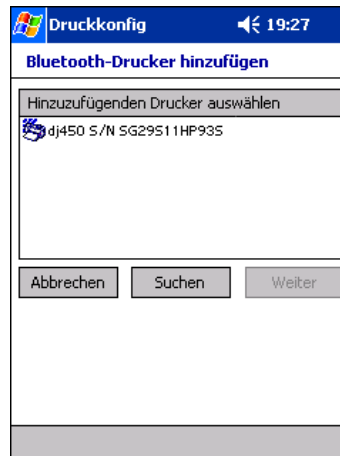 Druckkonfig 19:27
Bluetooth-Drucker hinzufügen
Hinzuzufügenden Drucker auswählen
dj450 S/N SG29S11HP93S
Abbrechen Suchen Weiter